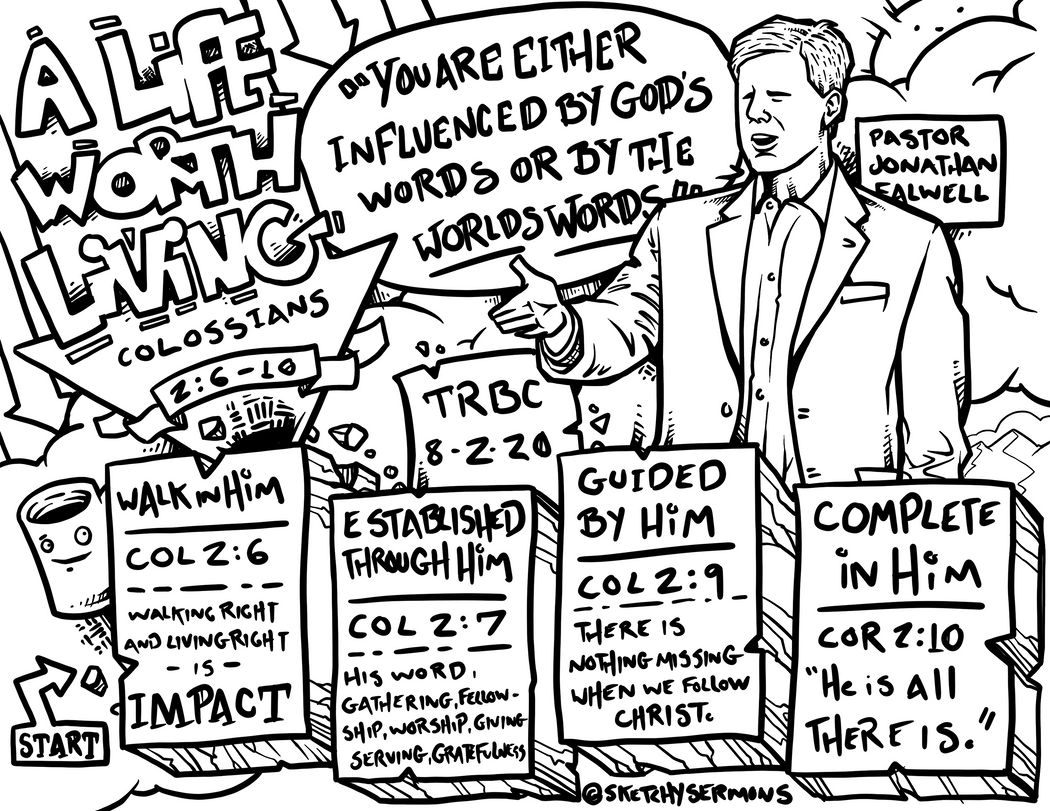 A LiFE
WORTH
LiViNG
COLOSSIANS
2:6-10
"YOU ARE EITHER
INFLUENCED BY GOD'S
WORDS OR BY THE
WORLDS WORDS."
PASTOR
JONATHAN
FALWELL
TRBC
8-2-20
WALK iN HiM
COL 2:6
WALKING RIGHT
AND LIVING RIGHT
- IS -
IMPACT
ESTABLISHED
THROUGH HiM
COL 2:7
HIS WORD,
GATHERING, FELLOW-
SHIP, WORSHIP, GIVING
SERVING, GRATEFULNESS
GUIDED
BY HiM
COL 2:9
THERE IS
NOTHING MISSING
WHEN WE FOLLOW
CHRIST.
COMPLETE
iN HiM
COR 2:10
"He is All
THERE IS."
START
©SKETCHYSERMONS